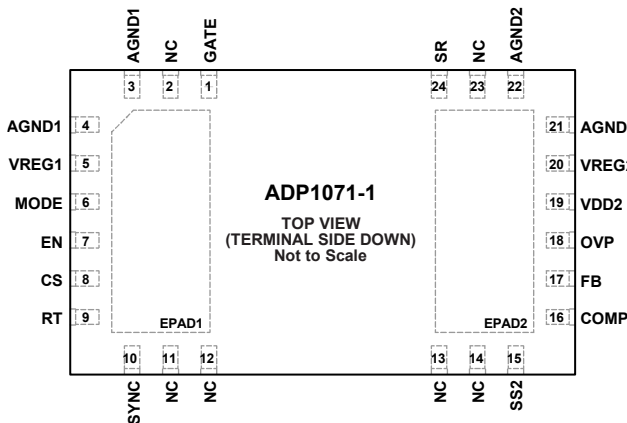 AGND1
NC
GATE
SR
NC
AGND2
3
2
1
24
23
22
AGND1 4
VREG1 5
MODE 6
EN 7
CS 8
RT 9
ADP1071-1
TOP VIEW
(TERMINAL SIDE DOWN)
Not to Scale
21 AGND
20 VREG
19 VDD2
18 OVP
17 FB
16 COMP
EPAD1
EPAD2
10
11
12
13
14
15
SYNC
NC
NC
NC
NC
SS2